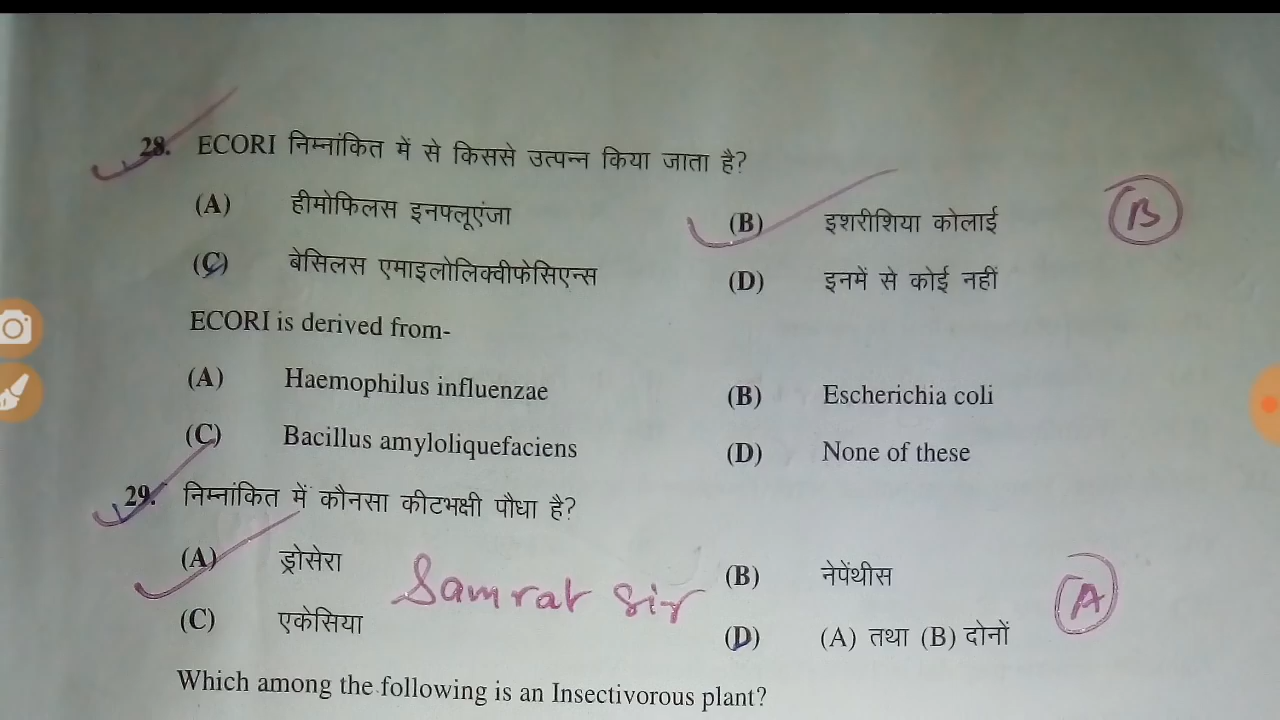 28. ECORI निम्नांकित में से किससे उत्पन्न किया जाता है?
(A) हीमोफिलस इनफ्लूएंजा (B) इशरीशिया कोलाई B
(C) बेसिलस एमाइलोलिक्वीफेसिएन्स (D) इनमें से कोई नहीं
ECORI is derived from-
(A) Haemophilus influenzae (B) Escherichia coli
(C) Bacillus amyloliquefaciens (D) None of these
29. निम्नांकित में कौनसा कीटभक्षी पौधा है?
(A) ड्रोसेरा (B) नेपेंथीस A
Samrat sir
(C) एकेसिया (D) (A) तथा (B) दोनों
Which among the following is an Insectivorous plant?